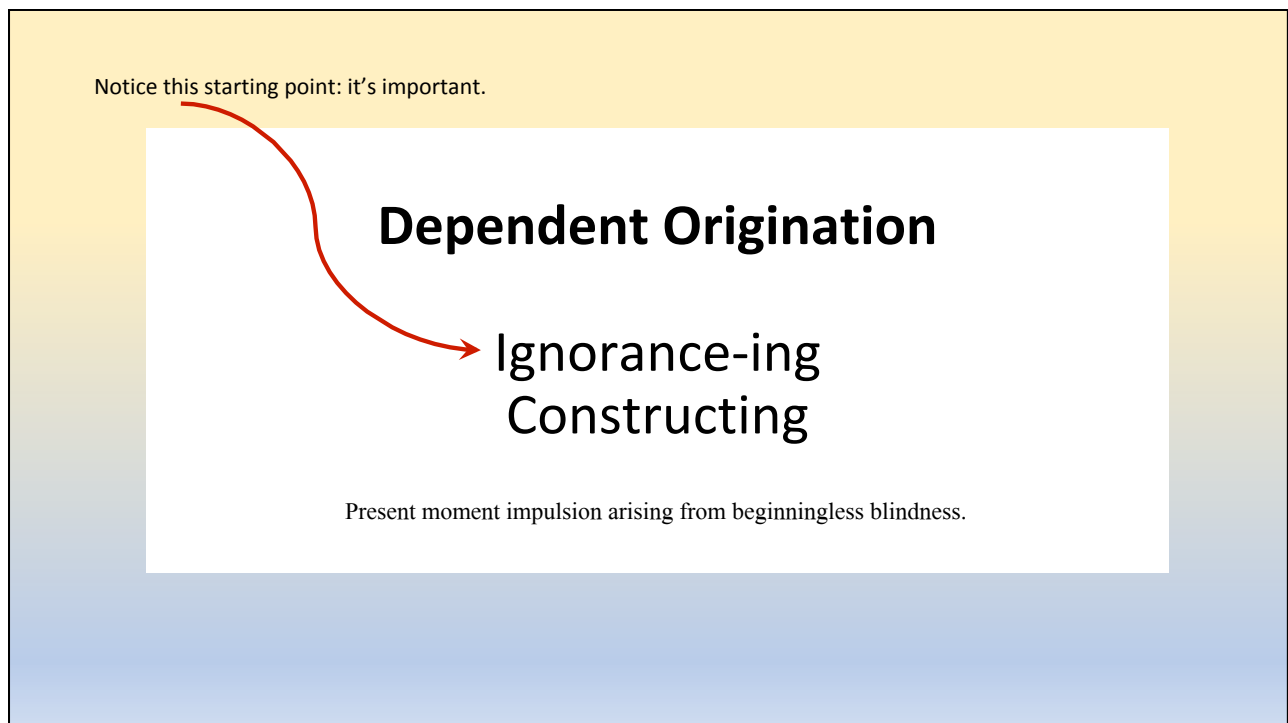 Notice this starting point: it’s important.
Dependent Origination
Ignorance-ing
Constructing
Present moment impulsion arising from beginningless blindness.